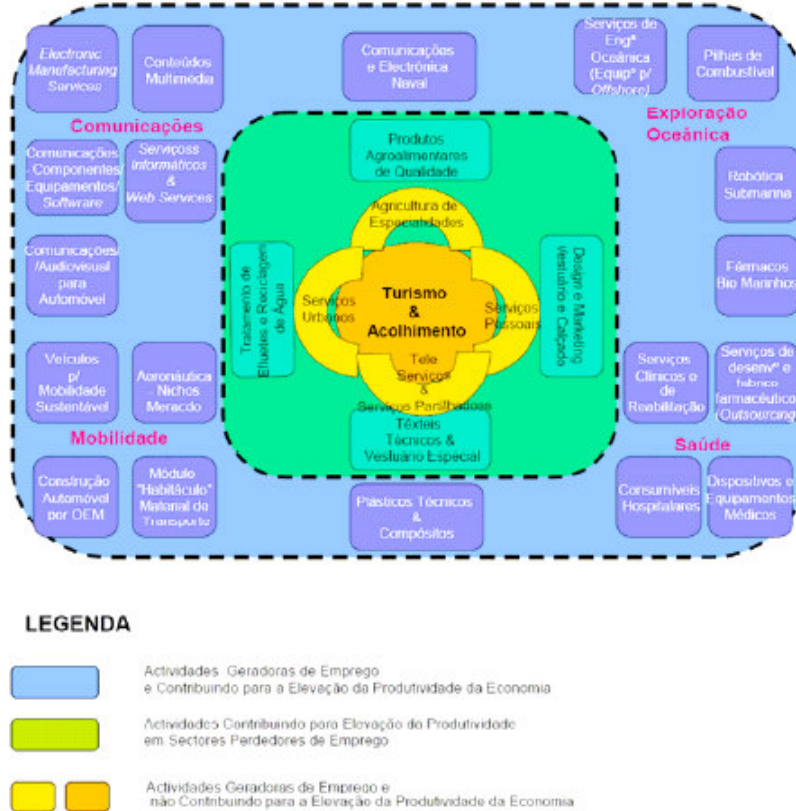 Electronic
Manufacturing
Services
Conteúdos
Multimédia
Comunicações
e Electrónica
Naval
Serviços de
Engª
Oceânica
(Equipº p/
Offshore)
Pilhas de
Combustível
Comunicações
Exploração
Oceânica
Comunicações
- Componentes/
Equipamentos/
Software
Serviçoss
Informáticos
&
Web Services
Produtos
Agroalimentares
de Qualidade
Robótica
Submarina
Agricultura de
Especialidades
Comunicações/
/Audiovisual
para
Automóvel
Tratamento de
Efluetes e Reciclagem
de Água
Serviços
Urbanos
Turismo
&
Acolhimento
Serviços
Pessoais
Design e Marketing
Vestuário e Calçado
Fármacos
Bio Marinhos
Veículos
p/
Mobilidade
Sustentável
Aeronáutica
- Nichos
Meracdo
Tele
Serviços
&
Serviços Partilhadoas
Serviços
Clínicos e
de
Reabilitação
Serviços de
desenvº e
fabrico
farmacêutico
(Outsourcing)
Mobilidade
Têxteis
Técnicos &
Vestuário Especial
Saúde
Construção
Automóvel
por OEM
Módulo
"Habitáculo"
Material de
Transporte
Plásticos Técnicos
&
Compósitos
Consumíveis
Hospitalares
Dispositivos e
Equipamentos
Médicos
LEGENDA
Actividades Geradoras de Emprego
e Contribuindo para a Elevação da Produtividade da Economia
Actividades Contribuindo para Elevação da Produtividade
em Sectores Perdedores de Emprego
Actividades Geradoras de Emprego e
não Contribuindo para a Elevação da Produtividade da Economia